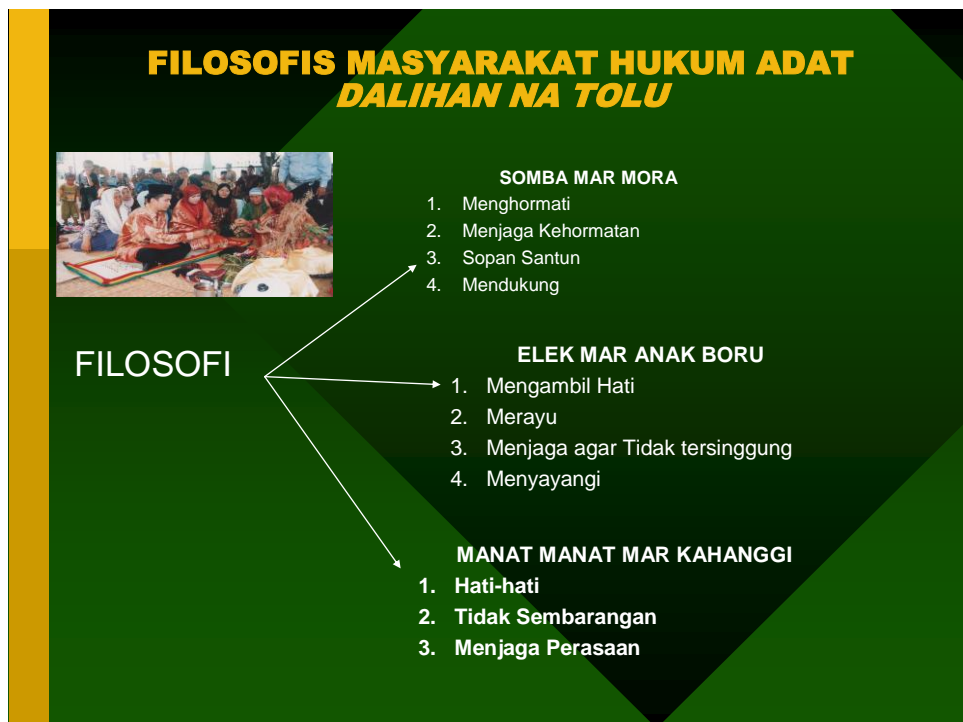 FILOSOFIS MASYARAKAT HUKUM ADAT
DALIHAN NA TOLU
SOMBA MAR MORA
1. Menghormati
2. Menjaga Kehormatan
3. Sopan Santun
4. Mendukung
FILOSOFI
ELEK MAR ANAK BORU
1. Mengambil Hati
2. Merayu
3. Menjaga agar Tidak tersinggung
4. Menyayangi
MANAT MANAT MAR KAHANGGI
1. Hati-hati
2. Tidak Sembarangan
3. Menjaga Perasaan